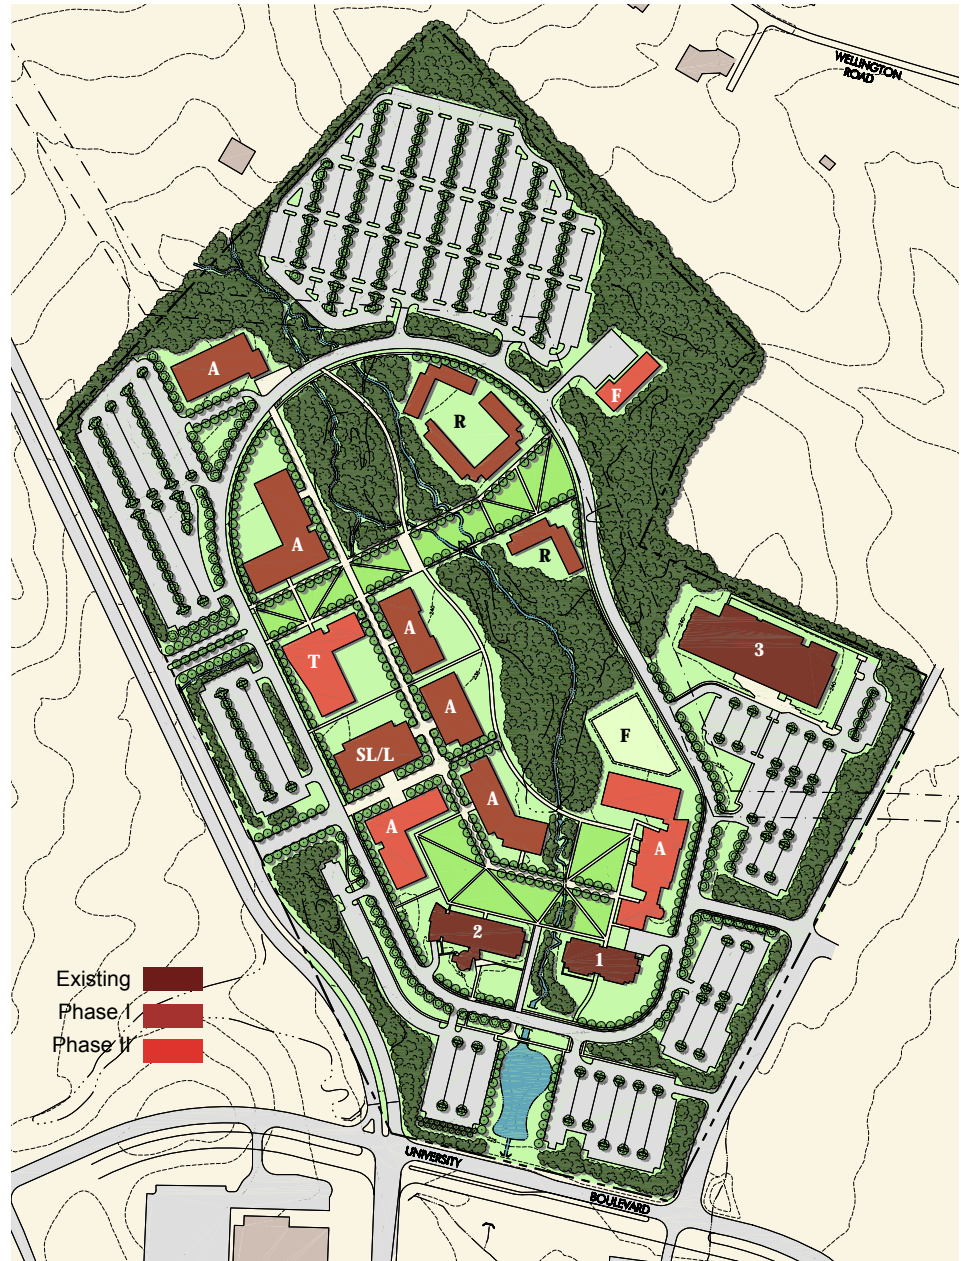 WELLINGTON
ROAD
A
F
R
A
R
A
T
3
A
F
SL/L
A
A
A
2
1
Existing
Phase I
Phase II
UNIVERSITY
BOULEVARD